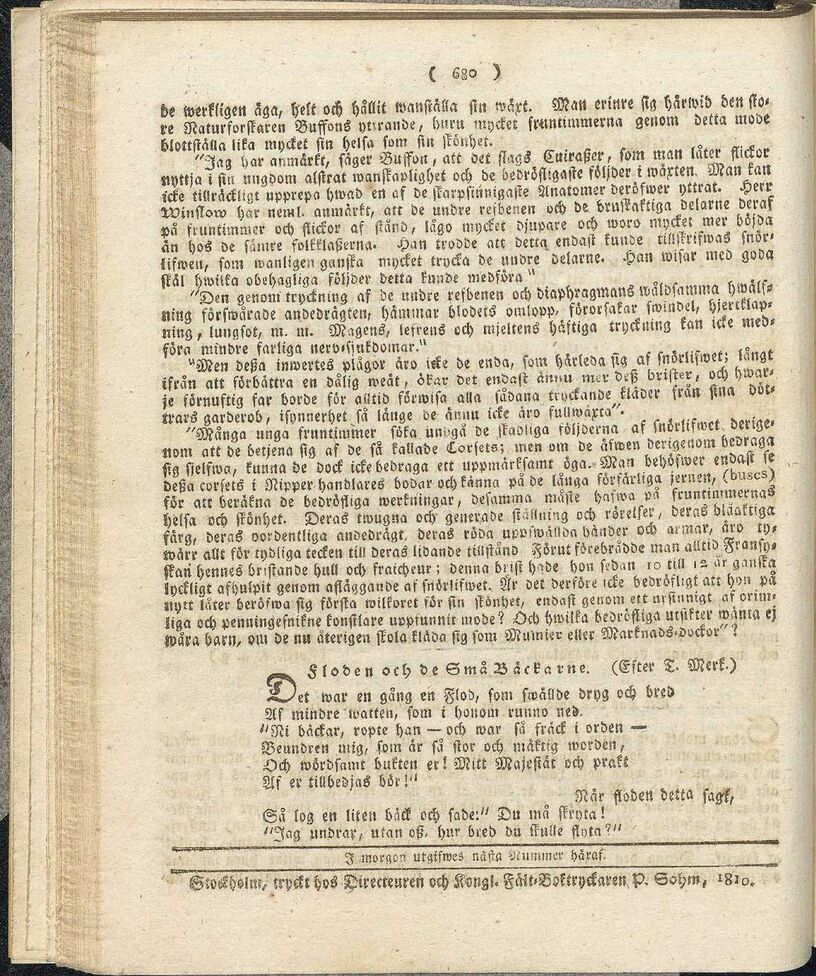 ( 680 )
de werkligen äga, helt och hållit wanställa sin wäxt. Man erinre sig härwid den sto-
re Naturforskaren Buffons yttrande, huru mycket fruntimmerna genom detta mode
blottställa lika mycket sin helsa som sin skönhet.
"Jag har anmärkt, säger Buffon, att det slags Cuiraßer, som man låter flickor
nyttja i sin ungdom alstrat wanskaplighet och de bedröfligaste följder i wäxten. Man kan
icke tillräckligt upprepa hwad en af de skarpsinnigaste Anatomer deröfwer yttrat. Herr
Winslow har neml. anmärkt, att de undre refbenen och de bruskaktiga delarne deraf
på fruntimmer och flickor af stånd, lågo mycket djupare och woro mycket mer böjda
än hos de sämre folkklaßerna. Han trodde att detta endast kunde tillskrifwas snör-
lifwen, som wanligen ganska mycket trycka de undre delarne. Han wisar med goda
skäl hwilka obehagliga följder detta kunde medföra"
"Den genom tryckning af de undre refbenen och diaphragmans wåldsamma hwälf-
ning förswårade andedrägten, hämmar blodets omlopp, förorsakar swindel, hjertklap-
ning, lungsot, m. m. Magens, lefrens och mjeltens häftiga tryckning kan icke med-
föra mindre farliga nerv-sjukdomar."
"Men deßa inwertes plågor äro icke de enda, som härleda sig af snörlifwet; långt
ifrån att förbättra en dålig wext, ökar det endast ännu mer deß brister, och hwar-
je förnuftig far borde för alltid förwisa alla sådana tryckande kläder från sina döt-
trars garderob, isynnerhet så länge de ännu icke äro fullwäxta".
"Många unga fruntimmer söka undgå de skadliga följderna af snörlifwet derige-
nom att de betjena sig af de så kallade Corsets; men om de äfwen derigenom bedraga
sig sjelfwa, kunna de dock icke bedraga ett uppmärksamt öga. Man behöfwer endast se
deßa corsets i Nipperhandlares bodar och känna på de långa förfärliga jernen, (buses)
för att beräkna de bedröfliga werkningar, desamma måste hafwa på fruntimmernas
helsa och skönhet. Deras twugna och generade ställning och rörelser, deras blåaktiga
färg, deras oordentliga andedrägt, deras röda uppswällda händer och armar, äro ty-
wärr allt för tydliga tecken till deras lidande tillstånd Förut förebrådde man alltid Fransy-
skan hennes bristande hull och fraicheur; denna brist hade hon sedan 10 till 12 år ganska
lyckligt afhulpit genom afläggande af snörlifwet. Är det derföre icke bedröfligt att hon på
nytt låter beröfwa sig första wilkoret för sin skönhet, endast genom ett ursinnigt af orim-
liga och penningefnikne konstlare uppfunnit mode? Och hwilka bedröfliga utsikter wänta ej
wåra barn, om de nu återigen skola kläda sig som Mumier eller Marknads-dockor"?
Floden och de Små Bäckarne. (Efter T. Merk.)
Det war en gång en Flod, som swällde dryg och bred
Af mindre watten, som i honom runno ned.
"Ni bäckar, ropte han — och war så fräck i orden —
Beundren mig, som är så stor och mäktig worden,
Och wördsamt bukten er! Mitt Majestät och prakt
Af er tillbedjas bör!"
När floden detta sagt,
Så log en liten bäck och sade:" Du må skryta!
"Jag undrar, utan oß, hur bred du skulle flyta?"
I morgon utgifwes nästa Nummer häraf.
Stockholm, tryckt hos Directeuren och Kongl. Fält-Boktryckaren P. Sohm, 1810.